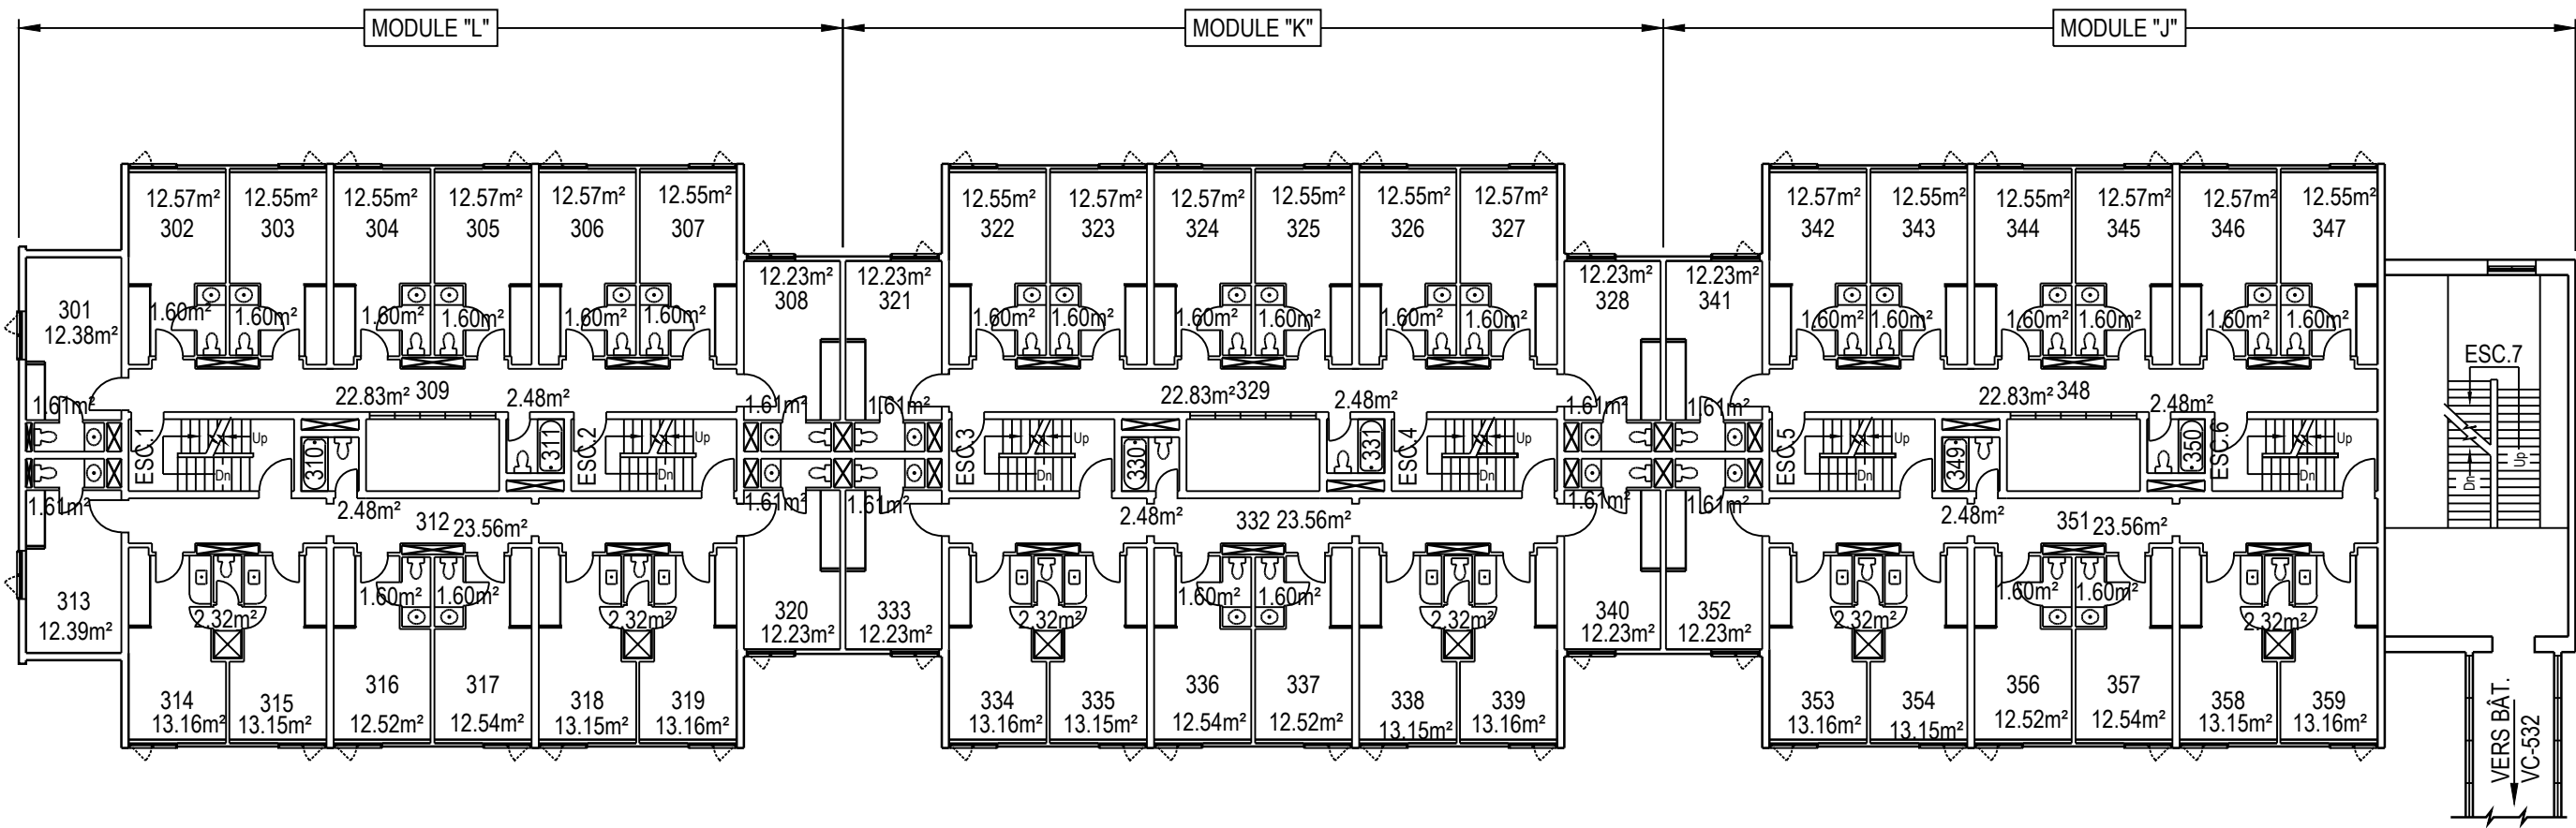 MODULE "L" MODULE "K" MODULE "J"
12.57m² 12.55m² 12.55m² 12.57m² 12.57m² 12.55m² 12.55m² 12.57m² 12.57m² 12.55m² 12.55m² 12.57m² 12.57m² 12.55m² 12.55m² 12.57m² 12.57m² 12.55m²
302 303 304 305 306 307 322 323 324 325 326 327 342 343 344 345 346 347
12.23m² 12.23m² 12.23m² 12.23m²
308 321 328 341
301
12.38m²
1.60m² 1.60m² 1.60m² 1.60m² 1.60m² 1.60m² 1.60m² 1.60m² 1.60m² 1.60m² 1.60m² 1.60m² 1.60m² 1.60m² 1.60m² 1.60m² 1.60m² 1.60m²
ESC.7
22.83m² 309 2.48m² 22.83m² 329 2.48m² 22.83m² 348 2.48m²
1.61m² 1.61m² 1.61m² 1.61m² 1.61m²
ESC.1 Up Dn 310 311 ESC.2 Up Dn ESC.3 Up Dn 330 331 ESC.4 Up Dn ESC.5 Up Dn 349 350 ESC.6 Up Dn Dn Up
1.61m² 1.61m² 1.61m² 1.61m² 1.61m²
2.48m² 312 23.56m² 2.48m² 332 23.56m² 2.48m² 351 23.56m²
1.60m² 1.60m² 1.60m² 1.60m² 1.60m² 1.60m²
2.32m² 2.32m² 2.32m² 2.32m² 2.32m² 2.32m²
313 320 333 340 352
12.39m² 12.23m² 12.23m² 12.23m² 12.23m²
314 315 316 317 318 319 334 335 336 337 338 339 353 354 356 357 358 359
13.16m² 13.15m² 12.52m² 12.54m² 13.15m² 13.16m² 13.16m² 13.15m² 12.54m² 12.52m² 13.15m² 13.16m² 13.16m² 13.15m² 12.52m² 12.54m² 13.15m² 13.16m²
VERS BÂT.
VC-532